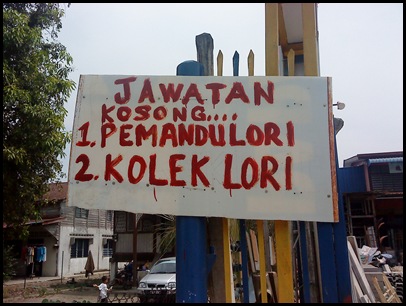 JAWATAN
KOSONG....
1. PEMANDU LORI
2. KOLEK LORI